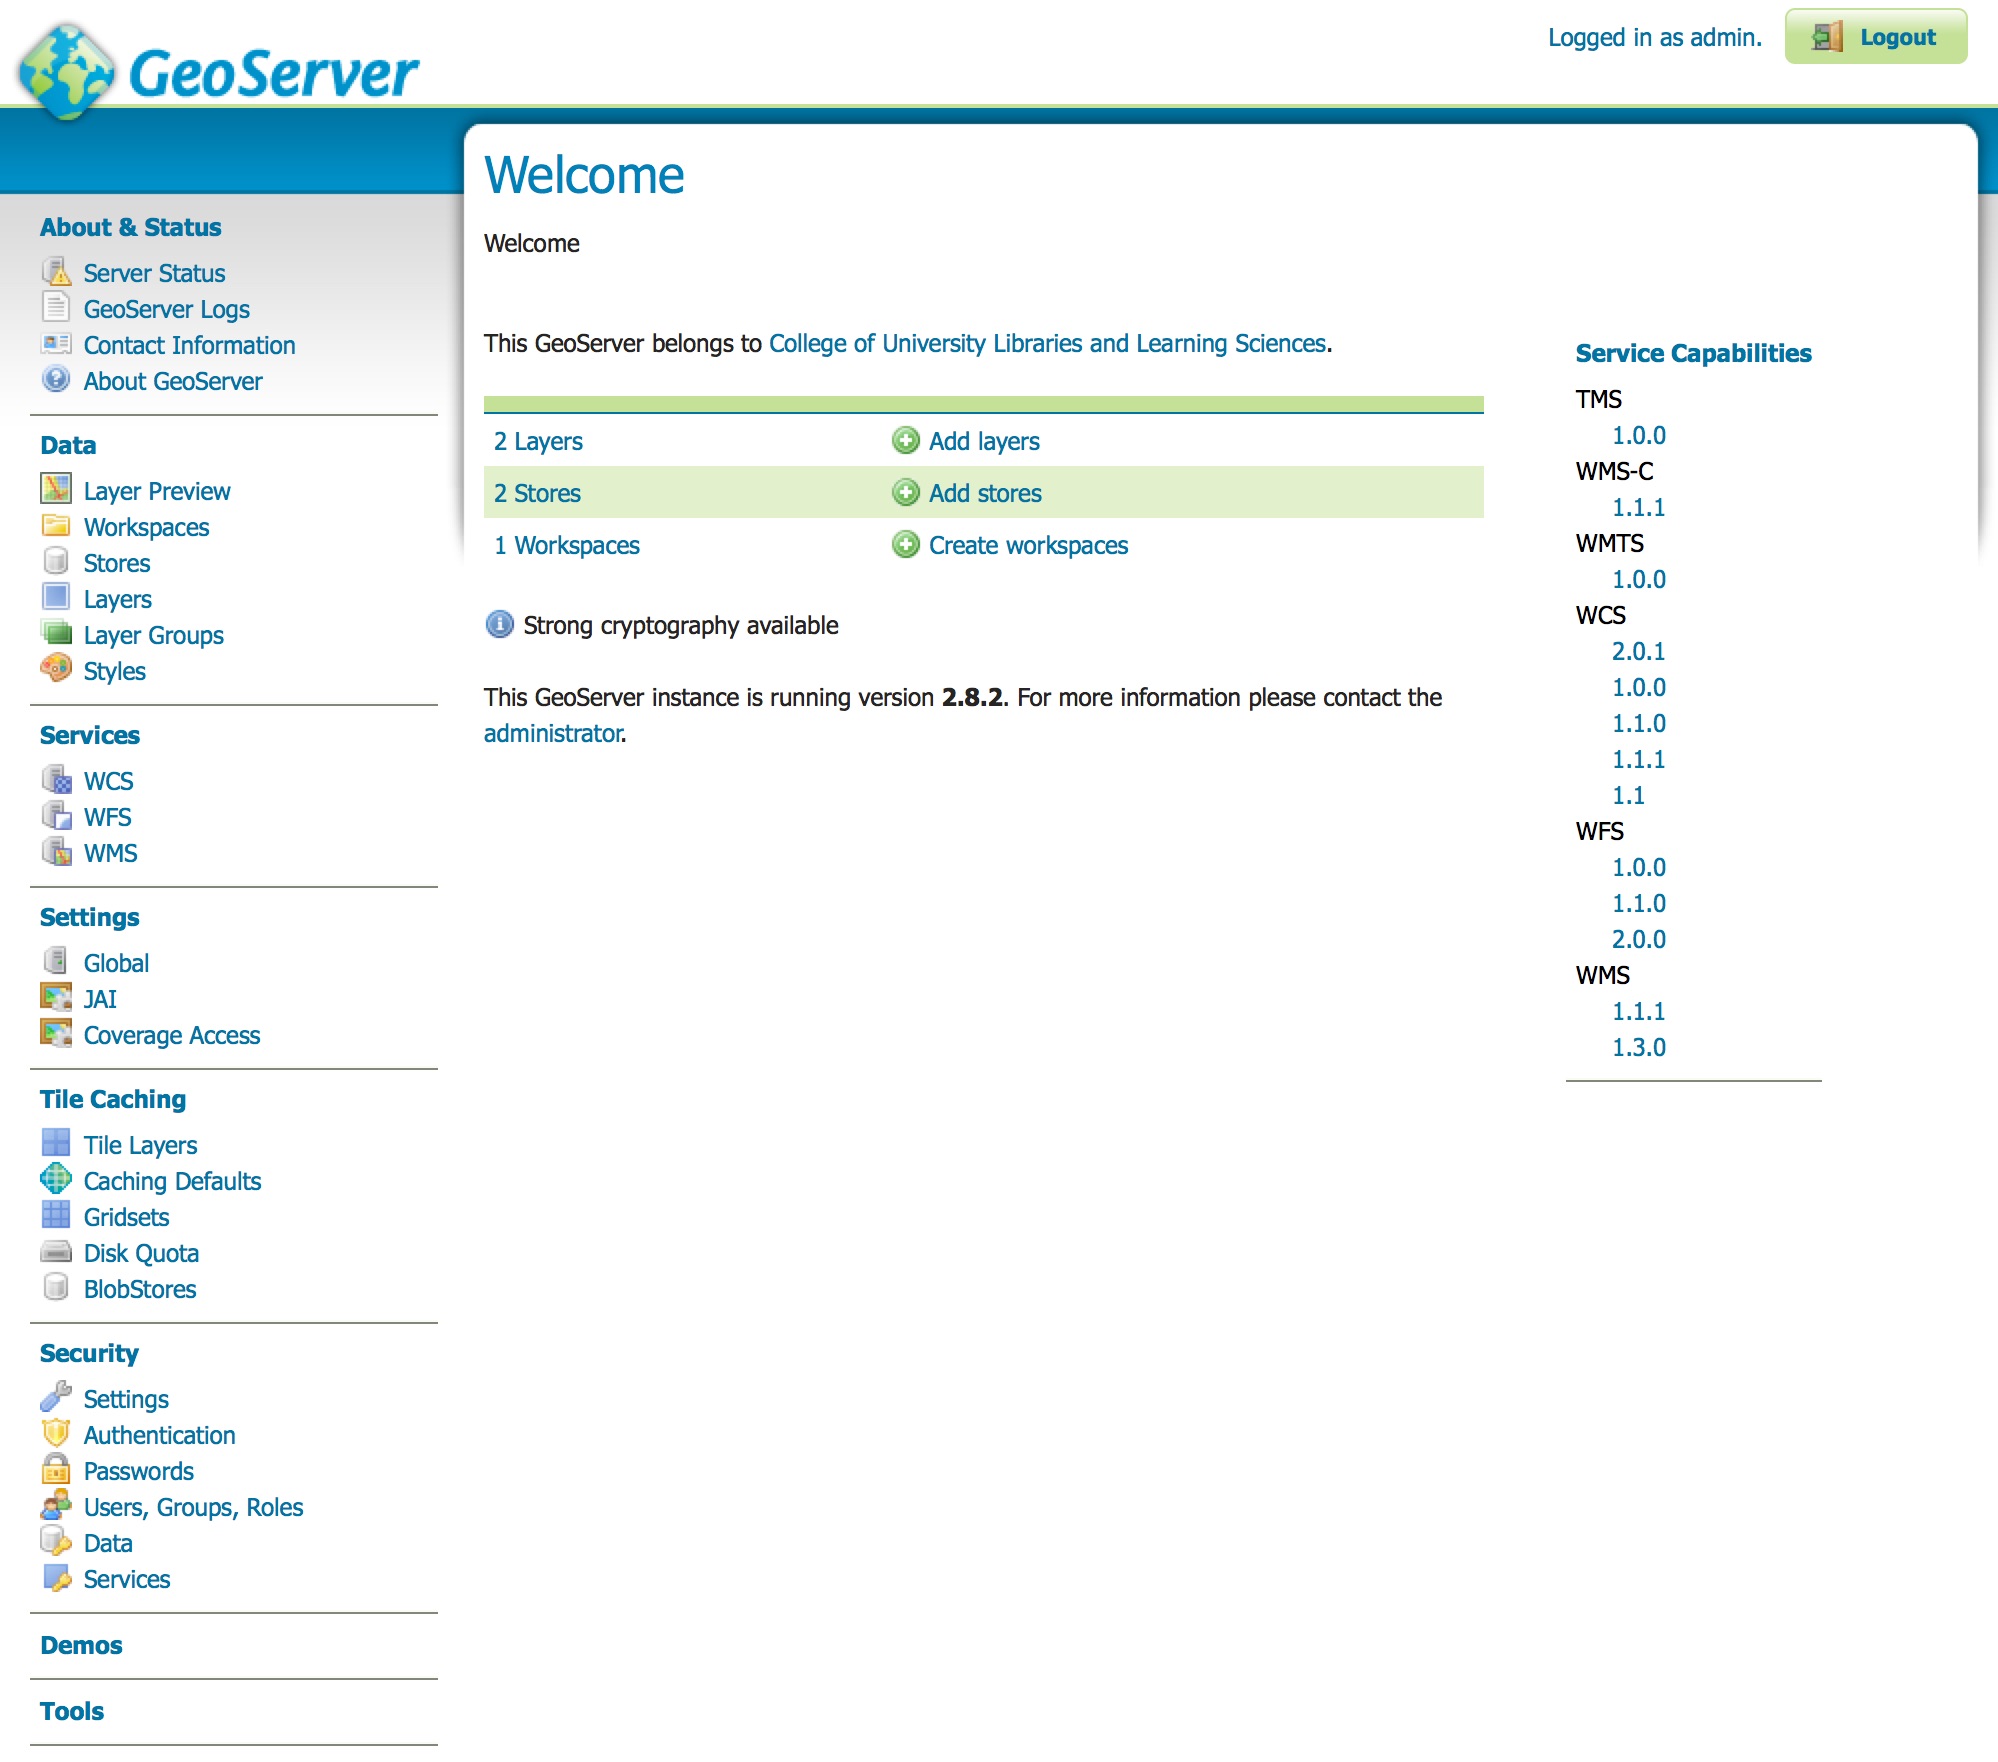 GeoServer
Logged in as admin.
Logout
About & Status
Server Status
GeoServer Logs
Contact Information
About GeoServer
Data
Layer Preview
Workspaces
Stores
Layers
Layer Groups
Styles
Services
WCS
WFS
WMS
Settings
Global
JAI
Coverage Access
Tile Caching
Tile Layers
Caching Defaults
Gridsets
Disk Quota
BlobStores
Security
Settings
Authentication
Passwords
Users, Groups, Roles
Data
Services
Demos
Tools
Welcome
Welcome
This GeoServer belongs to College of University Libraries and Learning Sciences.
2 Layers Add layers
2 Stores Add stores
1 Workspaces Create workspaces
Strong cryptography available
This GeoServer instance is running version 2.8.2. For more information please contact the
administrator.
Service Capabilities
TMS
1.0.0
WMS-C
1.1.1
WMTS
1.0.0
WCS
2.0.1
1.0.0
1.1.0
1.1.1
1.1
WFS
1.0.0
1.1.0
2.0.0
WMS
1.1.1
1.3.0